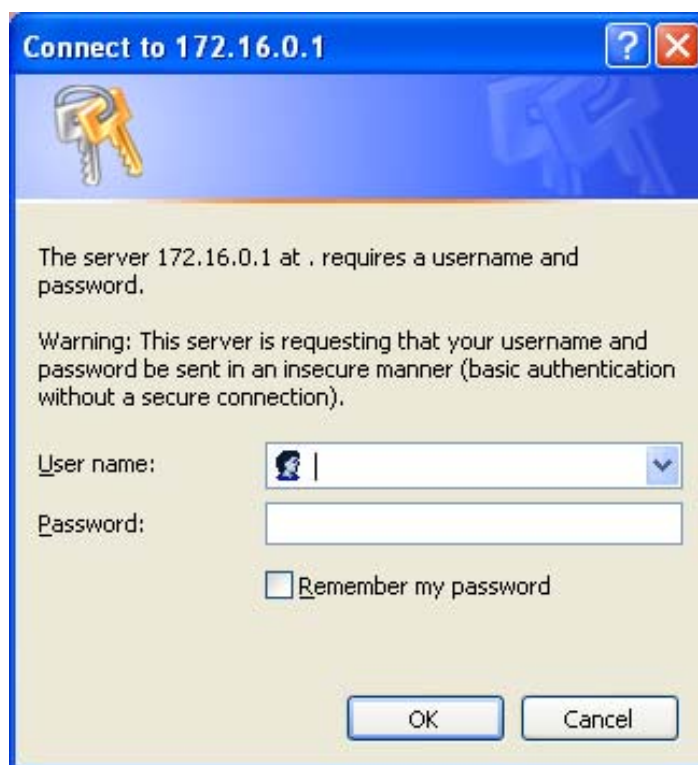 Connect to 172.16.0.1
The server 172.16.0.1 at . requires a username and
password.
Warning: This server is requesting that your username and
password be sent in an insecure manner (basic authentication
without a secure connection).
User name:
Password:
Remember my password
OK
Cancel